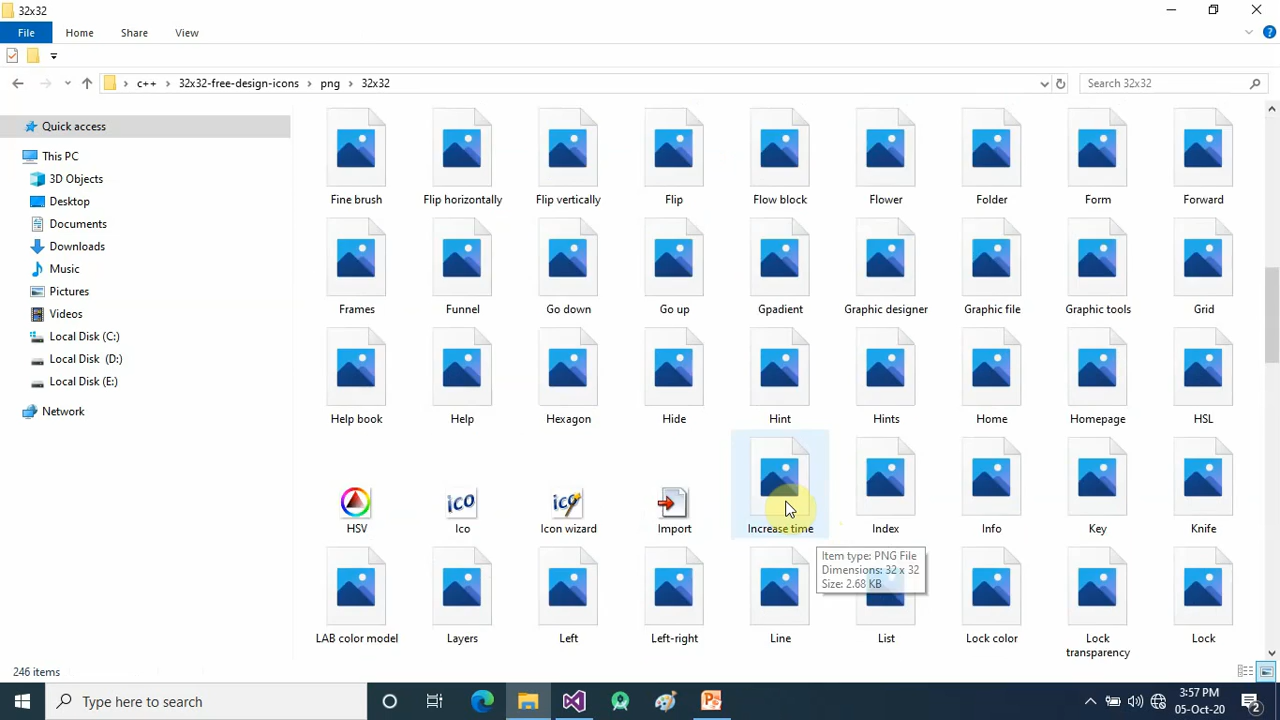 32x32
File Home Share View
c++ 32x32-free-design-icons png 32x32 Search 32x32
Quick access
This PC
3D Objects
Desktop
Documents
Downloads
Music
Pictures
Videos
Local Disk (C:)
Local Disk (D:)
Local Disk (E:)
Network
Fine brush Flip horizontally Flip vertically Flip Flow block Flower Folder Form Forward
Frames Funnel Go down Go up Gpadient Graphic designer Graphic file Graphic tools Grid
Help book Help Hexagon Hide Hint Hints Home Homepage HSL
ico ico
HSV Ico Icon wizard Import Increase time Index Info Key Knife
Item type: PNG File
Dimensions: 32 x 32
Size: 2.68 KB
LAB color model Layers Left Left-right Line List Lock color Lock transparency Lock
246 items
Type here to search
3:57 PM
05-Oct-20
2